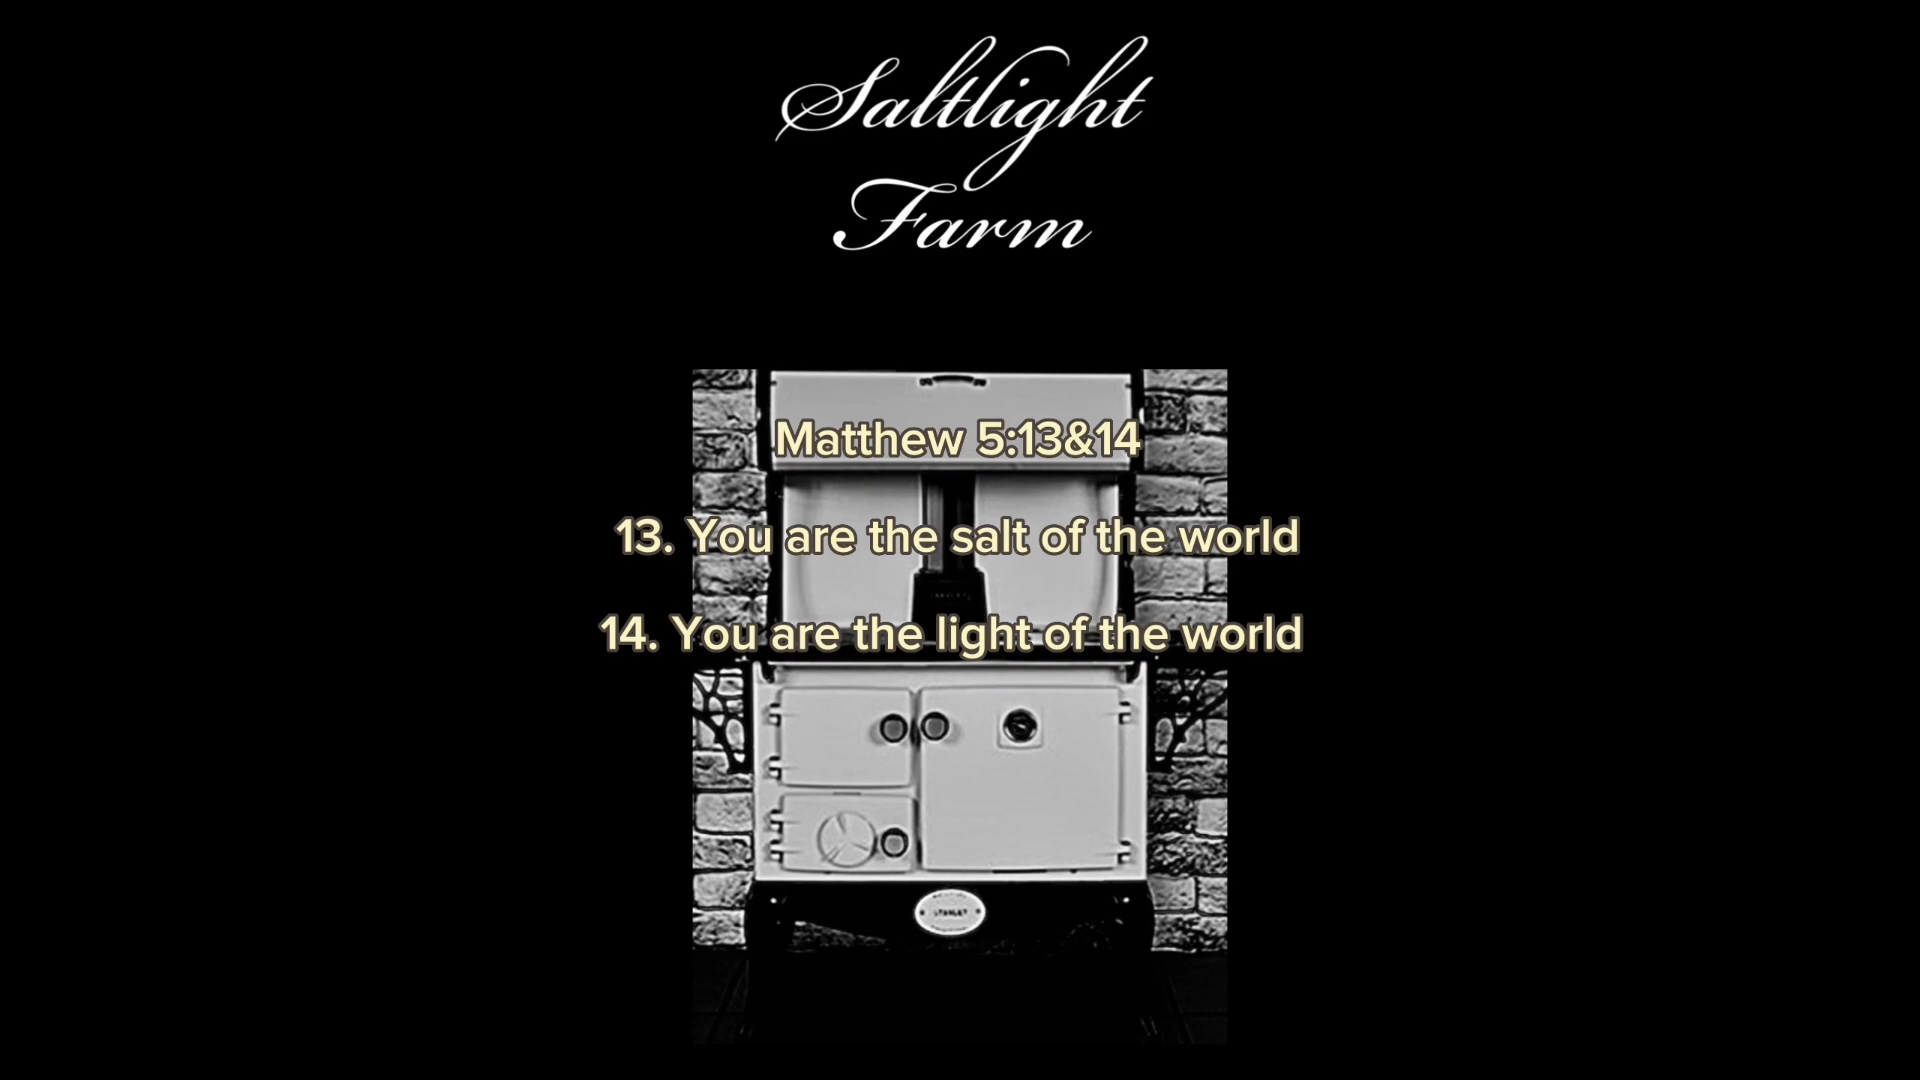 Saltlight
Farm
Matthew 5:13&14
13. You are the salt of the world
14. You are the light of the world
STANLEY